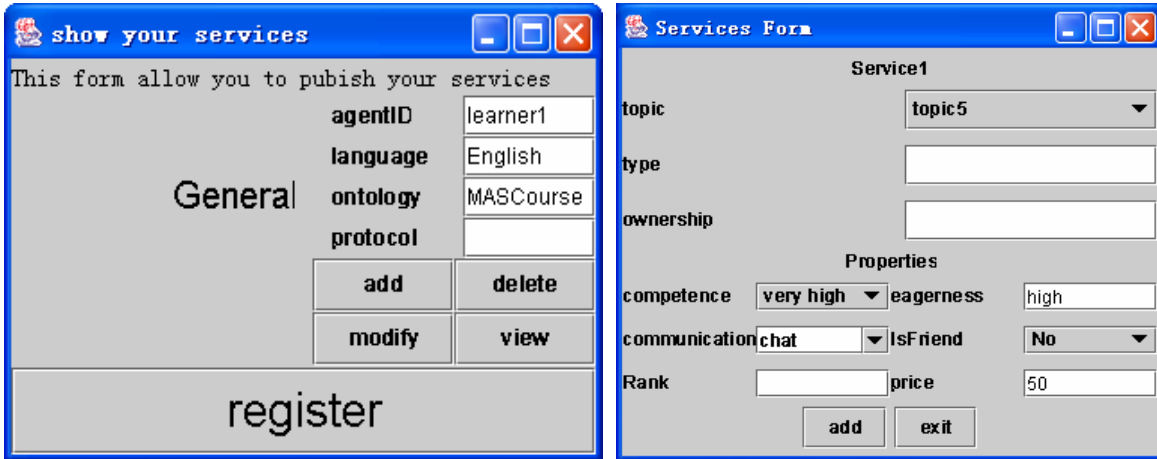 show your services
This form allow you to pubish your services
agentID learner1
language English
General
ontology MASCourse
protocol
add delete
modify view
register
Services Form
Service1
topic topic5
type
ownership
Properties
competence very high eagerness high
communication chat IsFriend No
Rank price 50
add exit